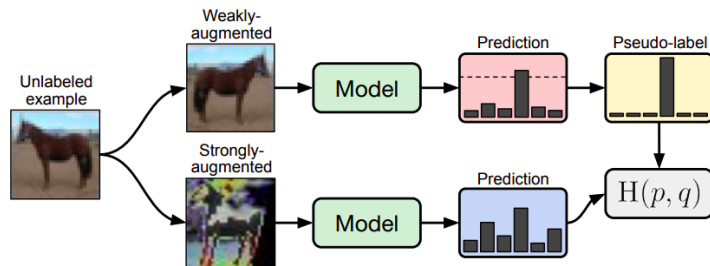 Weakly-
augmented
Prediction
Pseudo-label
Unlabeled
example
Model
Strongly-
augmented
Prediction
Model
H(p, q)